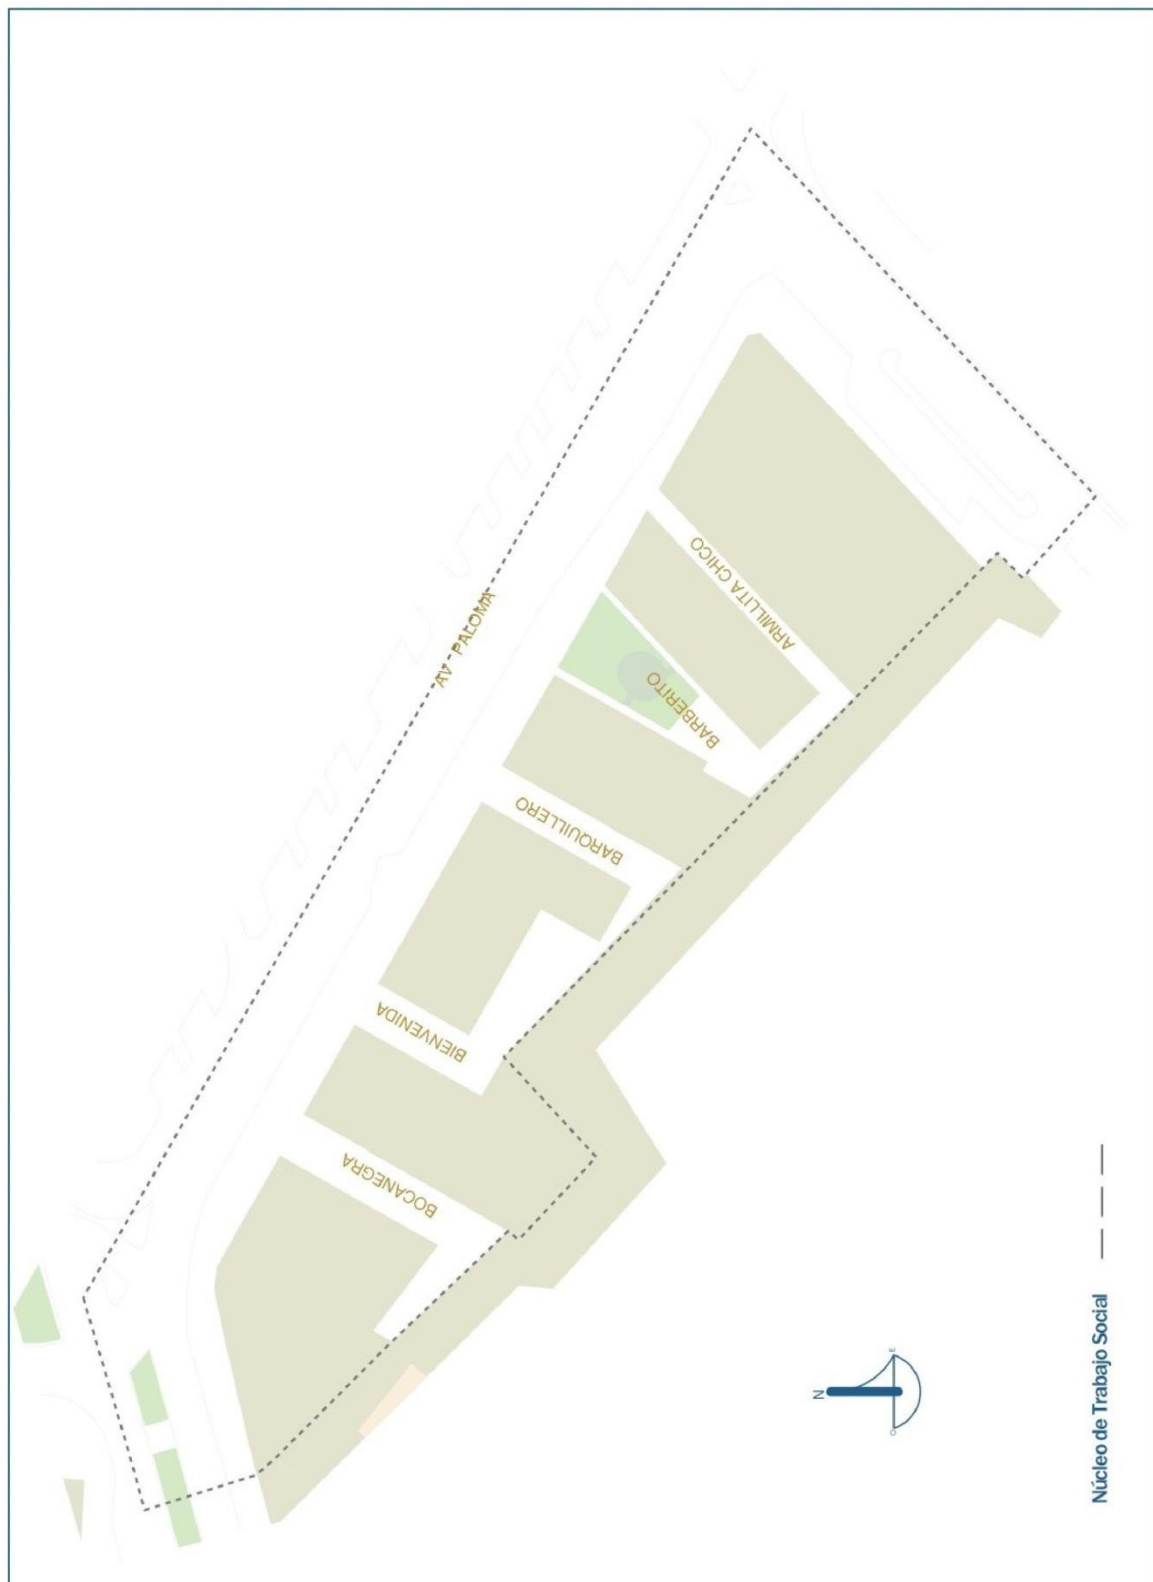 AV PALOMA
ARMILLITA CHICO
BARBERITO
BARQUILLERO
BIENVENIDA
BOCANEGRA
N
E
O
Núcleo de Trabajo Social